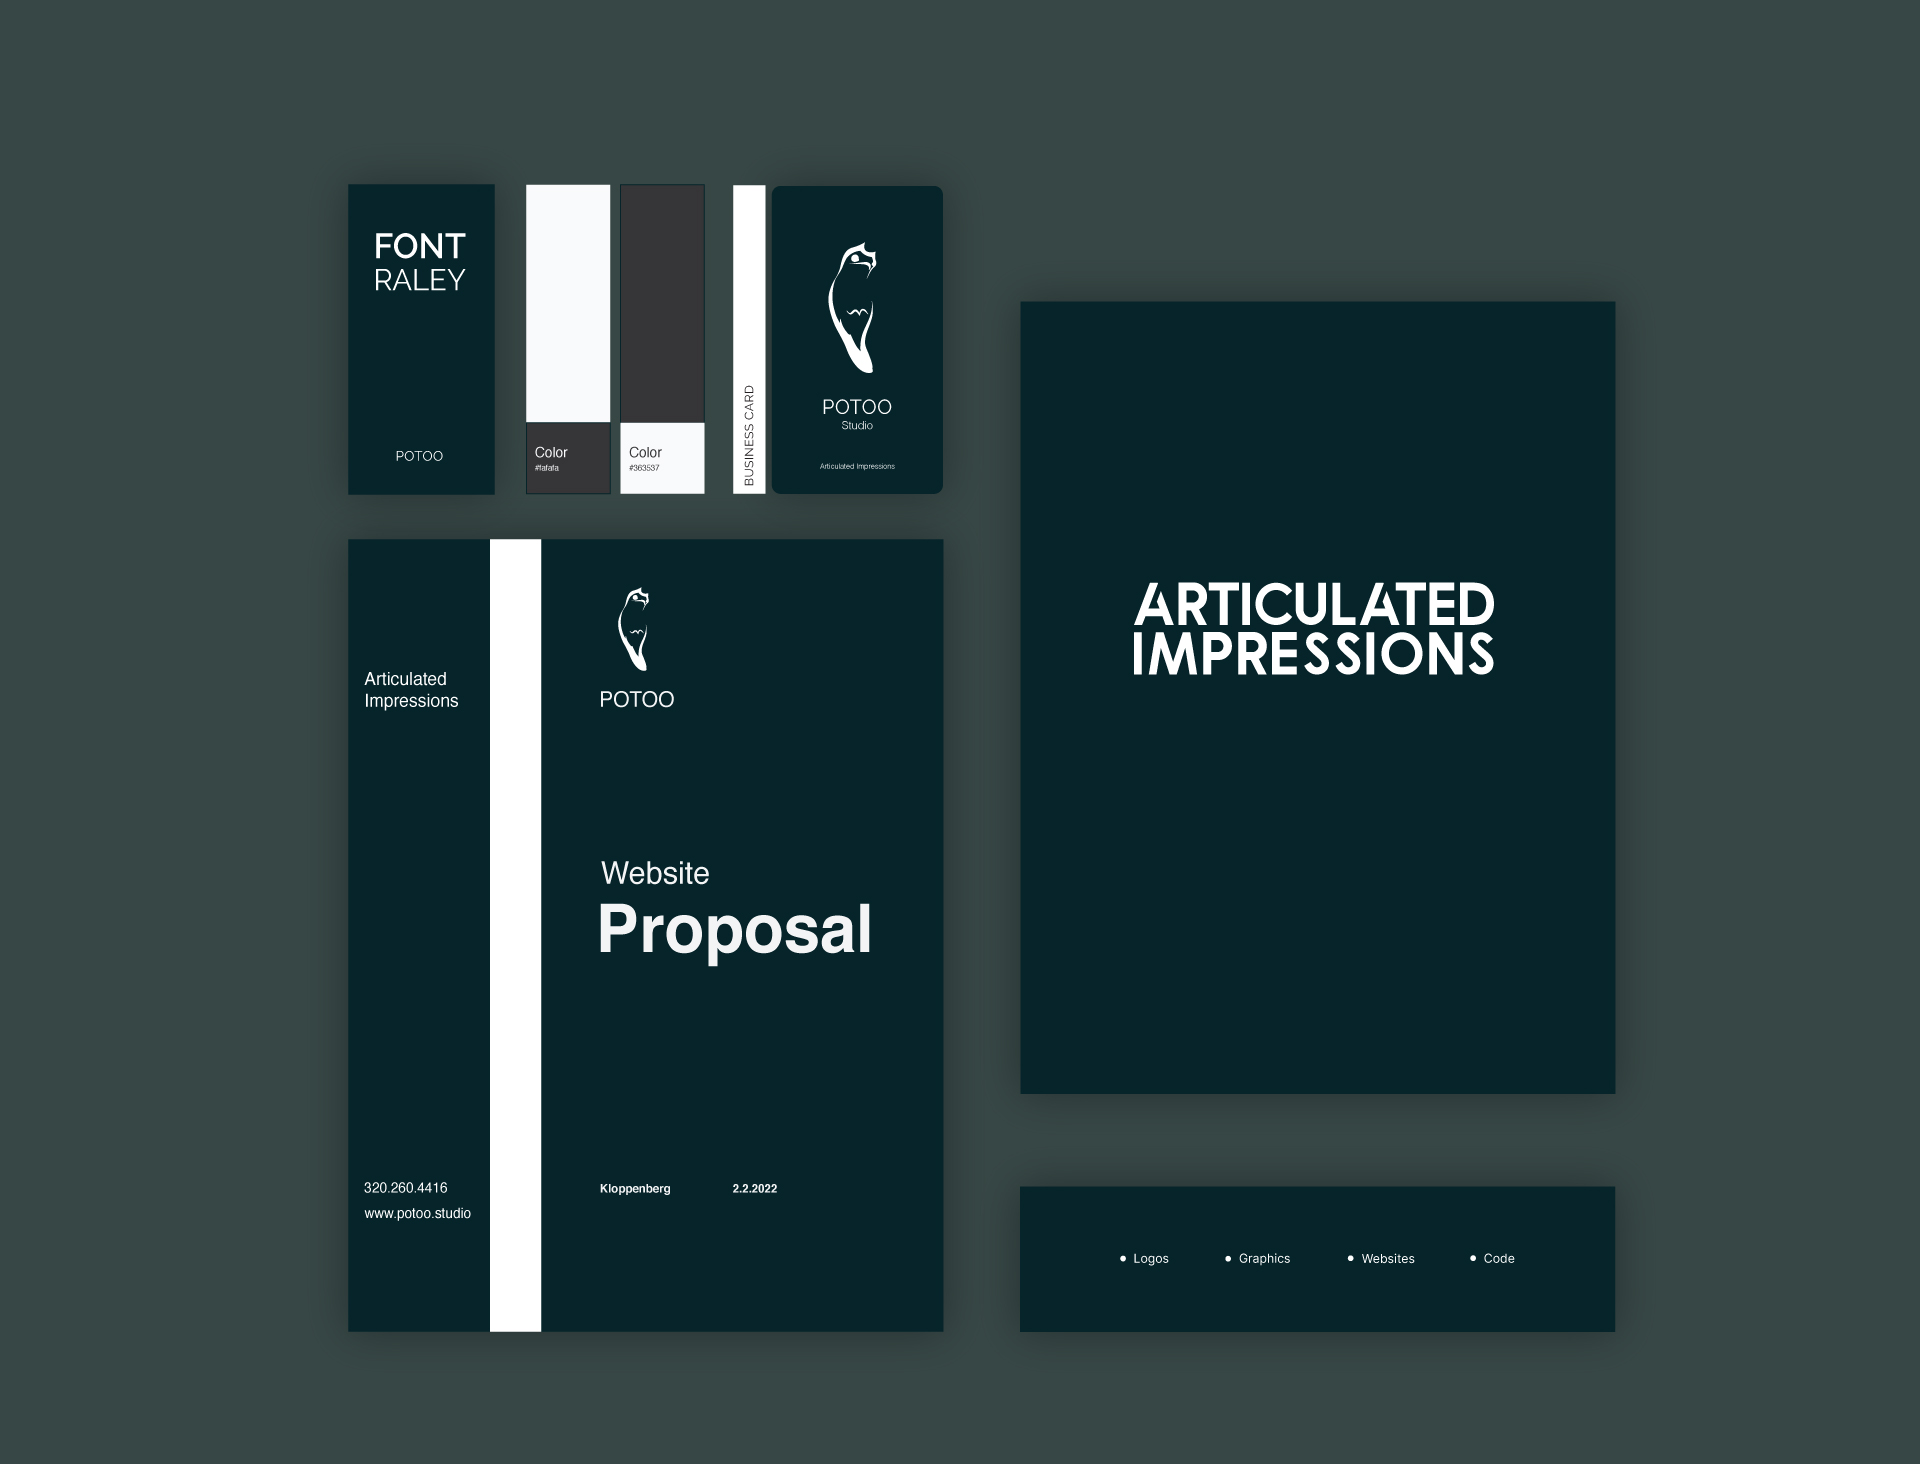 FONT
RALEY
POTOO
Color
#fafafa
Color
#363537
BUSINESS CARD
POTOO
Studio
Articulated Impressions
Articulated
Impressions
320.260.4416
www.potoo.studio
POTOO
Website
Proposal
Kloppenberg 2.2.2022
ARTICULATED
IMPRESSIONS
• Logos • Graphics • Websites • Code